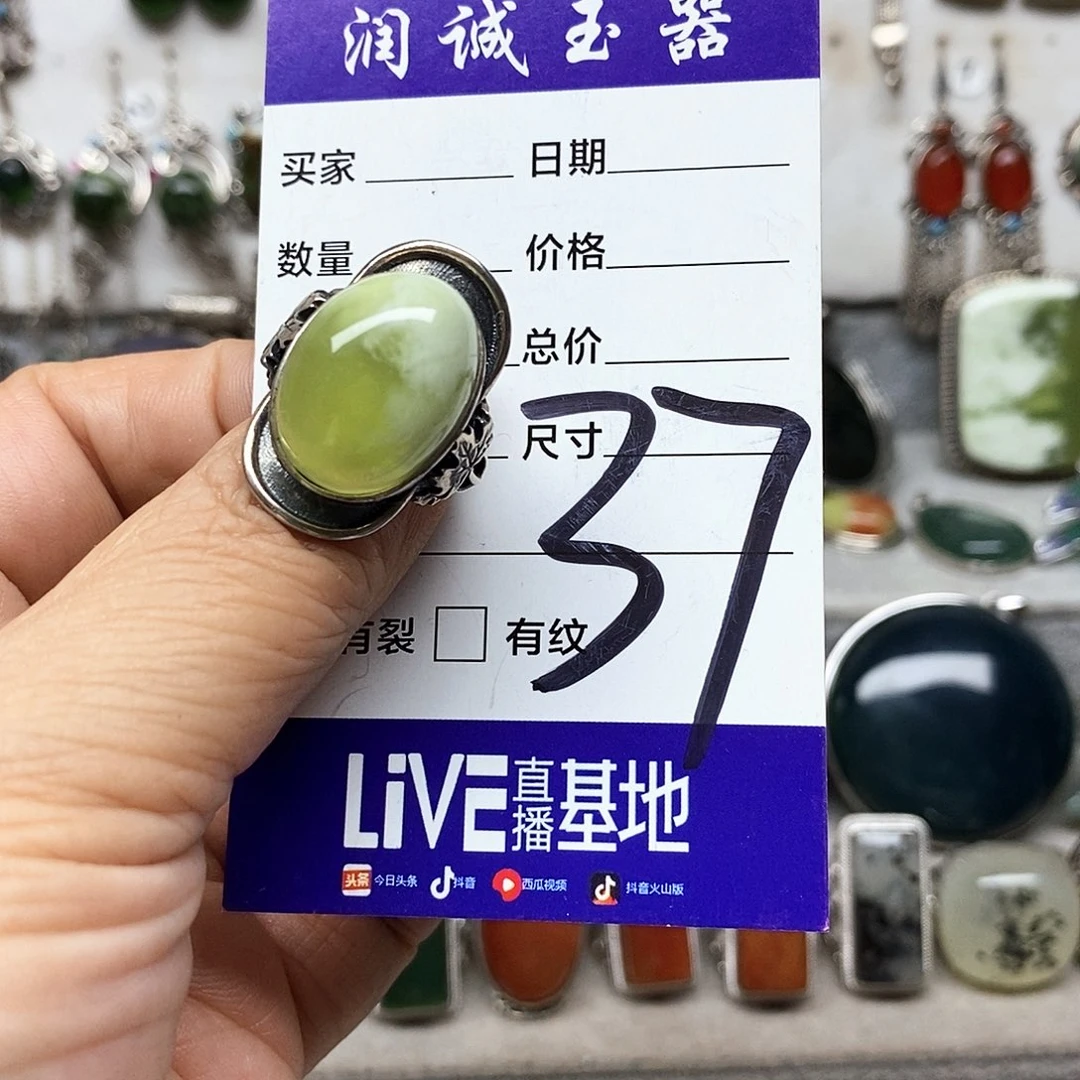 润诚玉器
买家 日期
数量 价格
总价
尺寸
37
有裂 有纹
LiVE直播基地
今日头条 抖音 西瓜视频 抖音火山版